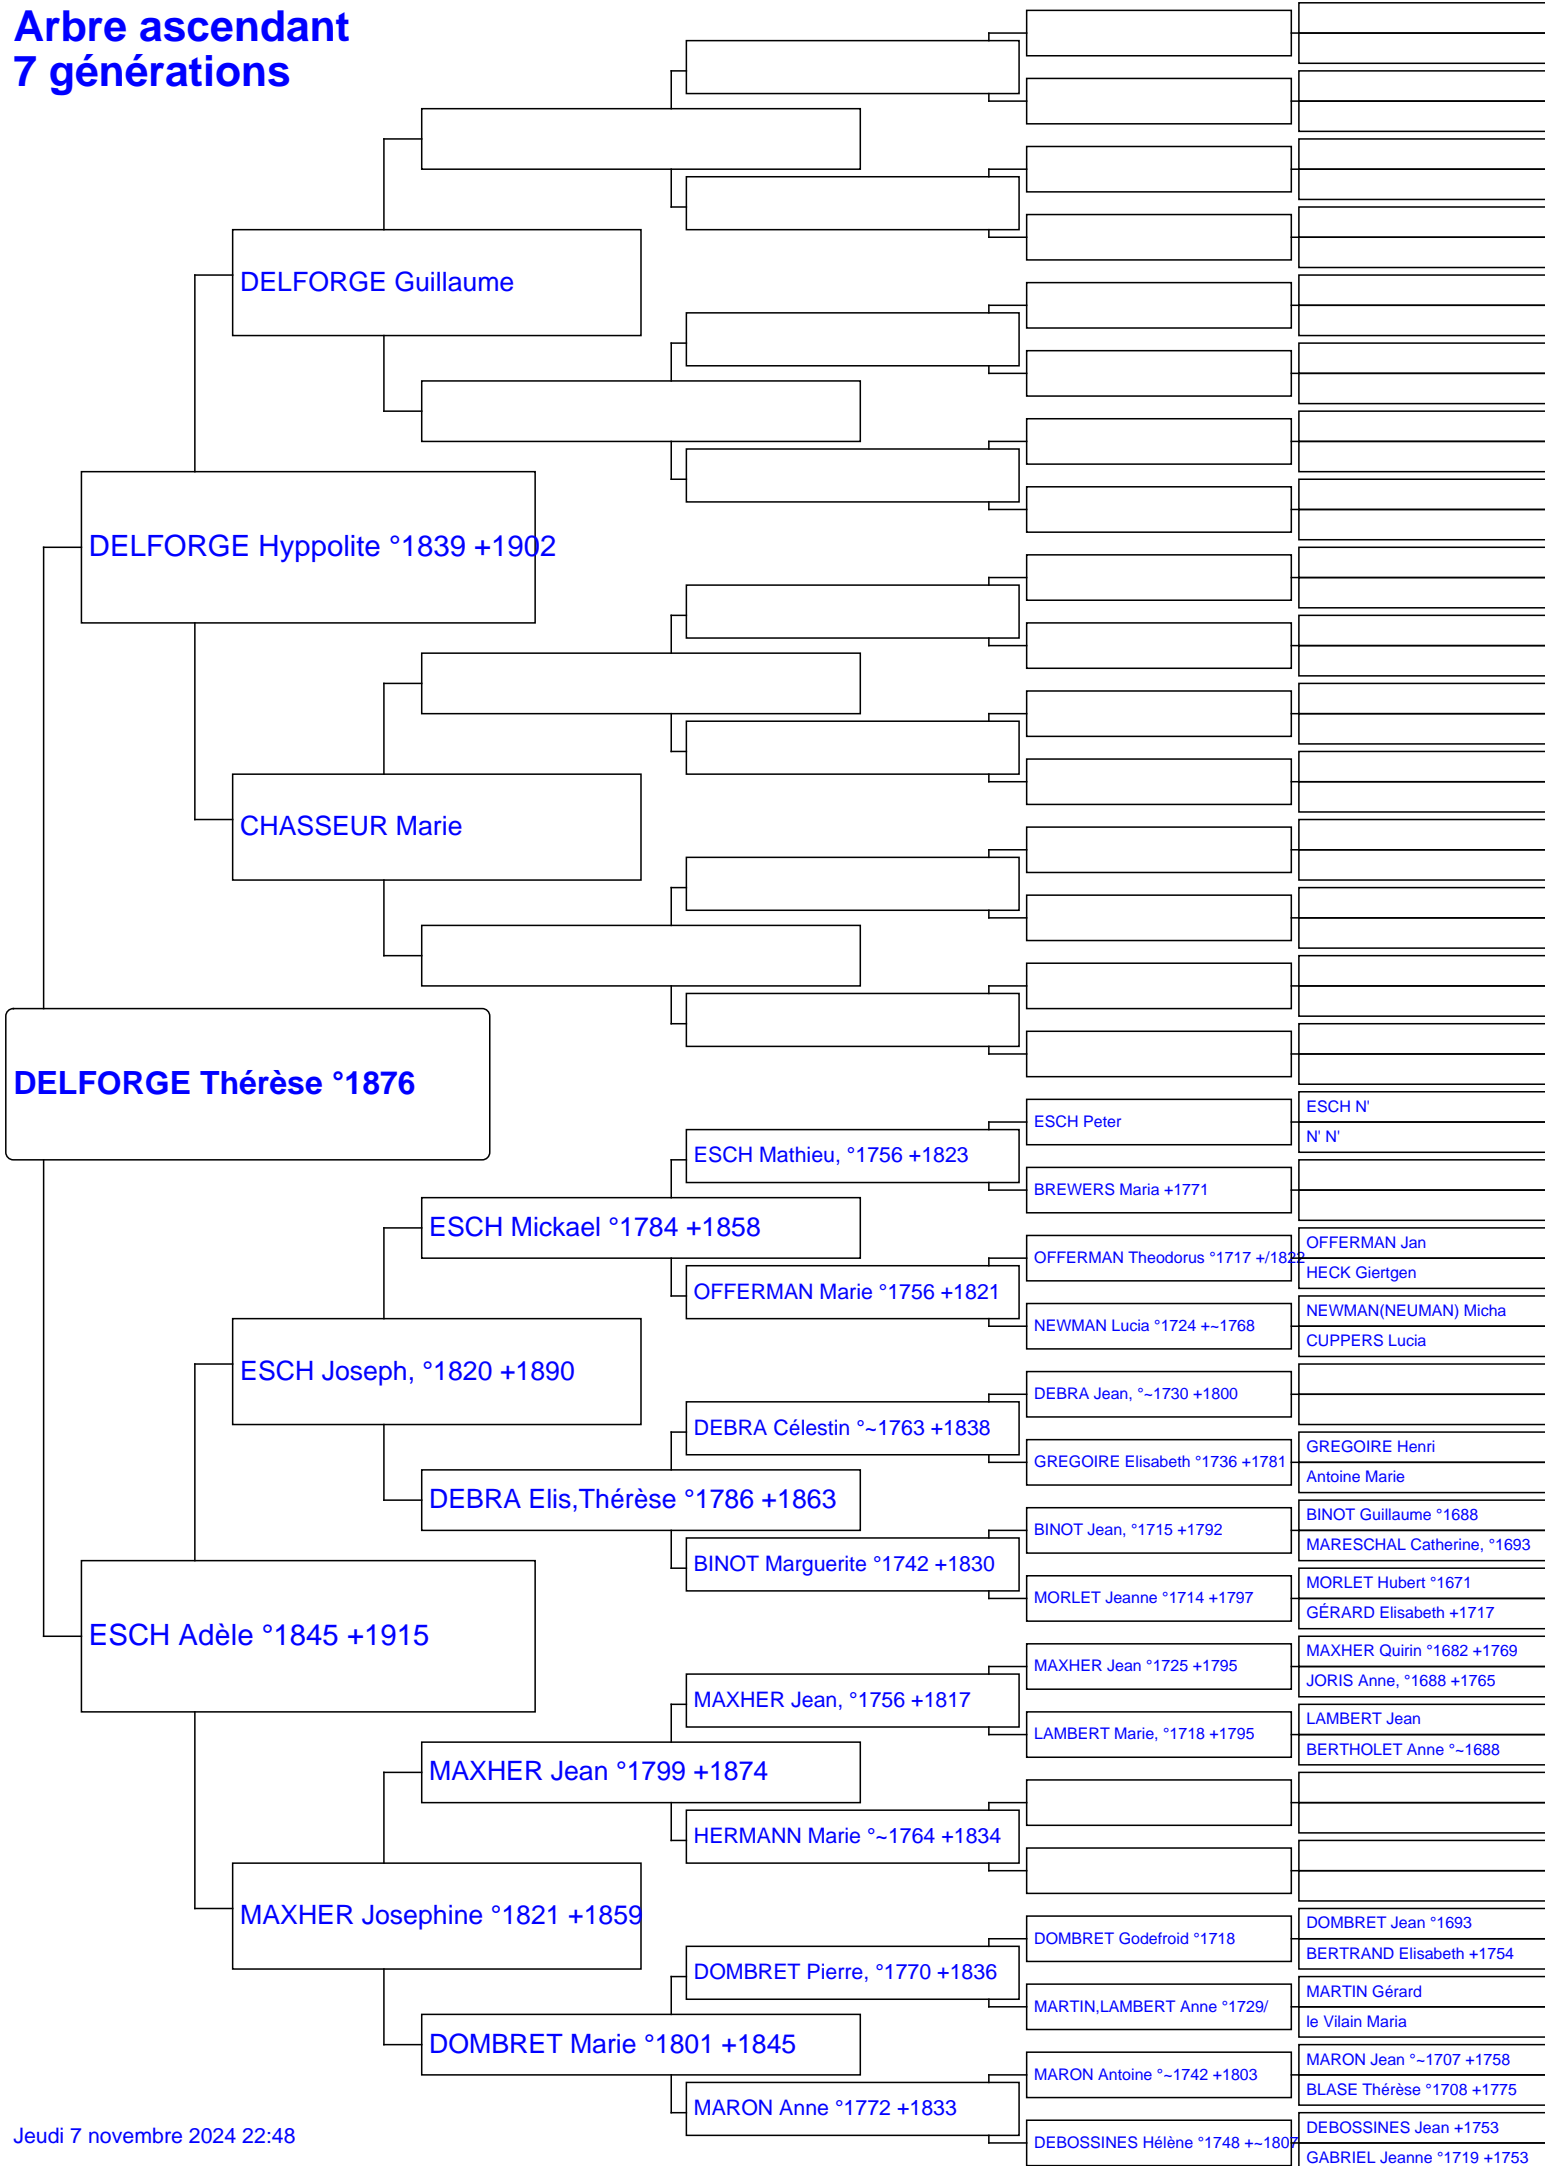 Arbre ascendant
7 générations
DELFORGE Guillaume
DELFORGE Hyppolite °1839 +1902
CHASSEUR Marie
DELFORGE Thérèse °1876
ESCH N'
ESCH Peter
N' N'
ESCH Mathieu, °1756 +1823
BREWERS Maria +1771
ESCH Mickael °1784 +1858
OFFERMAN Jan
OFFERMAN Theodorus °1717 +/1822
HECK Giertgen
OFFERMAN Marie °1756 +1821
NEWMAN(NEUMAN) Micha
NEWMAN Lucia °1724 +~1768
CUPPERS Lucia
ESCH Joseph, °1820 +1890
DEBRA Jean, °~1730 +1800
DEBRA Célestin °~1763 +1838
GREGOIRE Henri
GREGOIRE Elisabeth °1736 +1781
Antoine Marie
DEBRA Elis,Thérèse °1786 +1863
BINOT Guillaume °1688
BINOT Jean, °1715 +1792
MARESCHAL Catherine, °1693
BINOT Marguerite °1742 +1830
MORLET Hubert °1671
MORLET Jeanne °1714 +1797
GÉRARD Elisabeth +1717
ESCH Adèle °1845 +1915
MAXHER Quirin °1682 +1769
MAXHER Jean °1725 +1795
JORIS Anne, °1688 +1765
MAXHER Jean, °1756 +1817
LAMBERT Jean
LAMBERT Marie, °1718 +1795
BERTHOLET Anne °~1688
MAXHER Jean °1799 +1874
HERMANN Marie °~1764 +1834
MAXHER Josephine °1821 +1859
DOMBRET Jean °1693
DOMBRET Godefroid °1718
BERTRAND Elisabeth +1754
DOMBRET Pierre, °1770 +1836
MARTIN Gérard
MARTIN,LAMBERT Anne °1729/
le Vilain Maria
DOMBRET Marie °1801 +1845
MARON Jean °~1707 +1758
MARON Antoine °~1742 +1803
BLASE Thérèse °1708 +1775
MARON Anne °1772 +1833
DEBOSSINES Jean +1753
DEBOSSINES Hélène °1748 +~1807
GABRIEL Jeanne °1719 +1753
Jeudi 7 novembre 2024 22:48